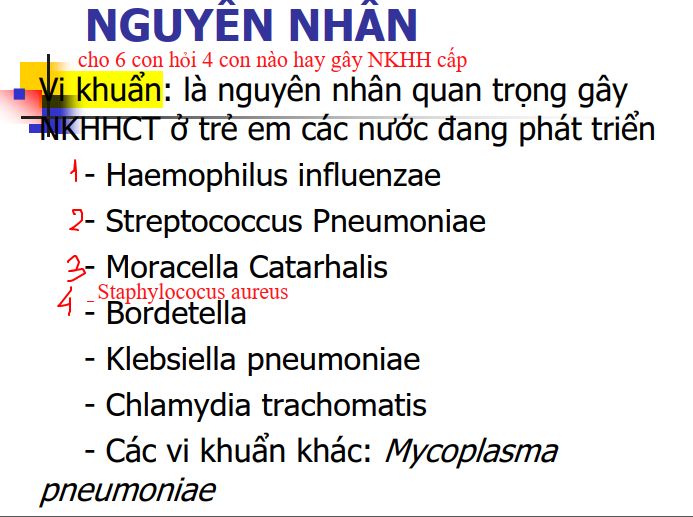 NGUYÊN NHÂN
cho 6 con hỏi 4 con nào hay gây NKHH cấp
Vi khuẩn: là nguyên nhân quan trọng gây
NKHHCT ở trẻ em các nước đang phát triển
1 - Haemophilus influenzae
2 - Streptococcus Pneumoniae
3 - Moracella Catarhalis
4 - Staphylococus aureus
- Bordetella
- Klebsiella pneumoniae
- Chlamydia trachomatis
- Các vi khuẩn khác: Mycoplasma
pneumoniae